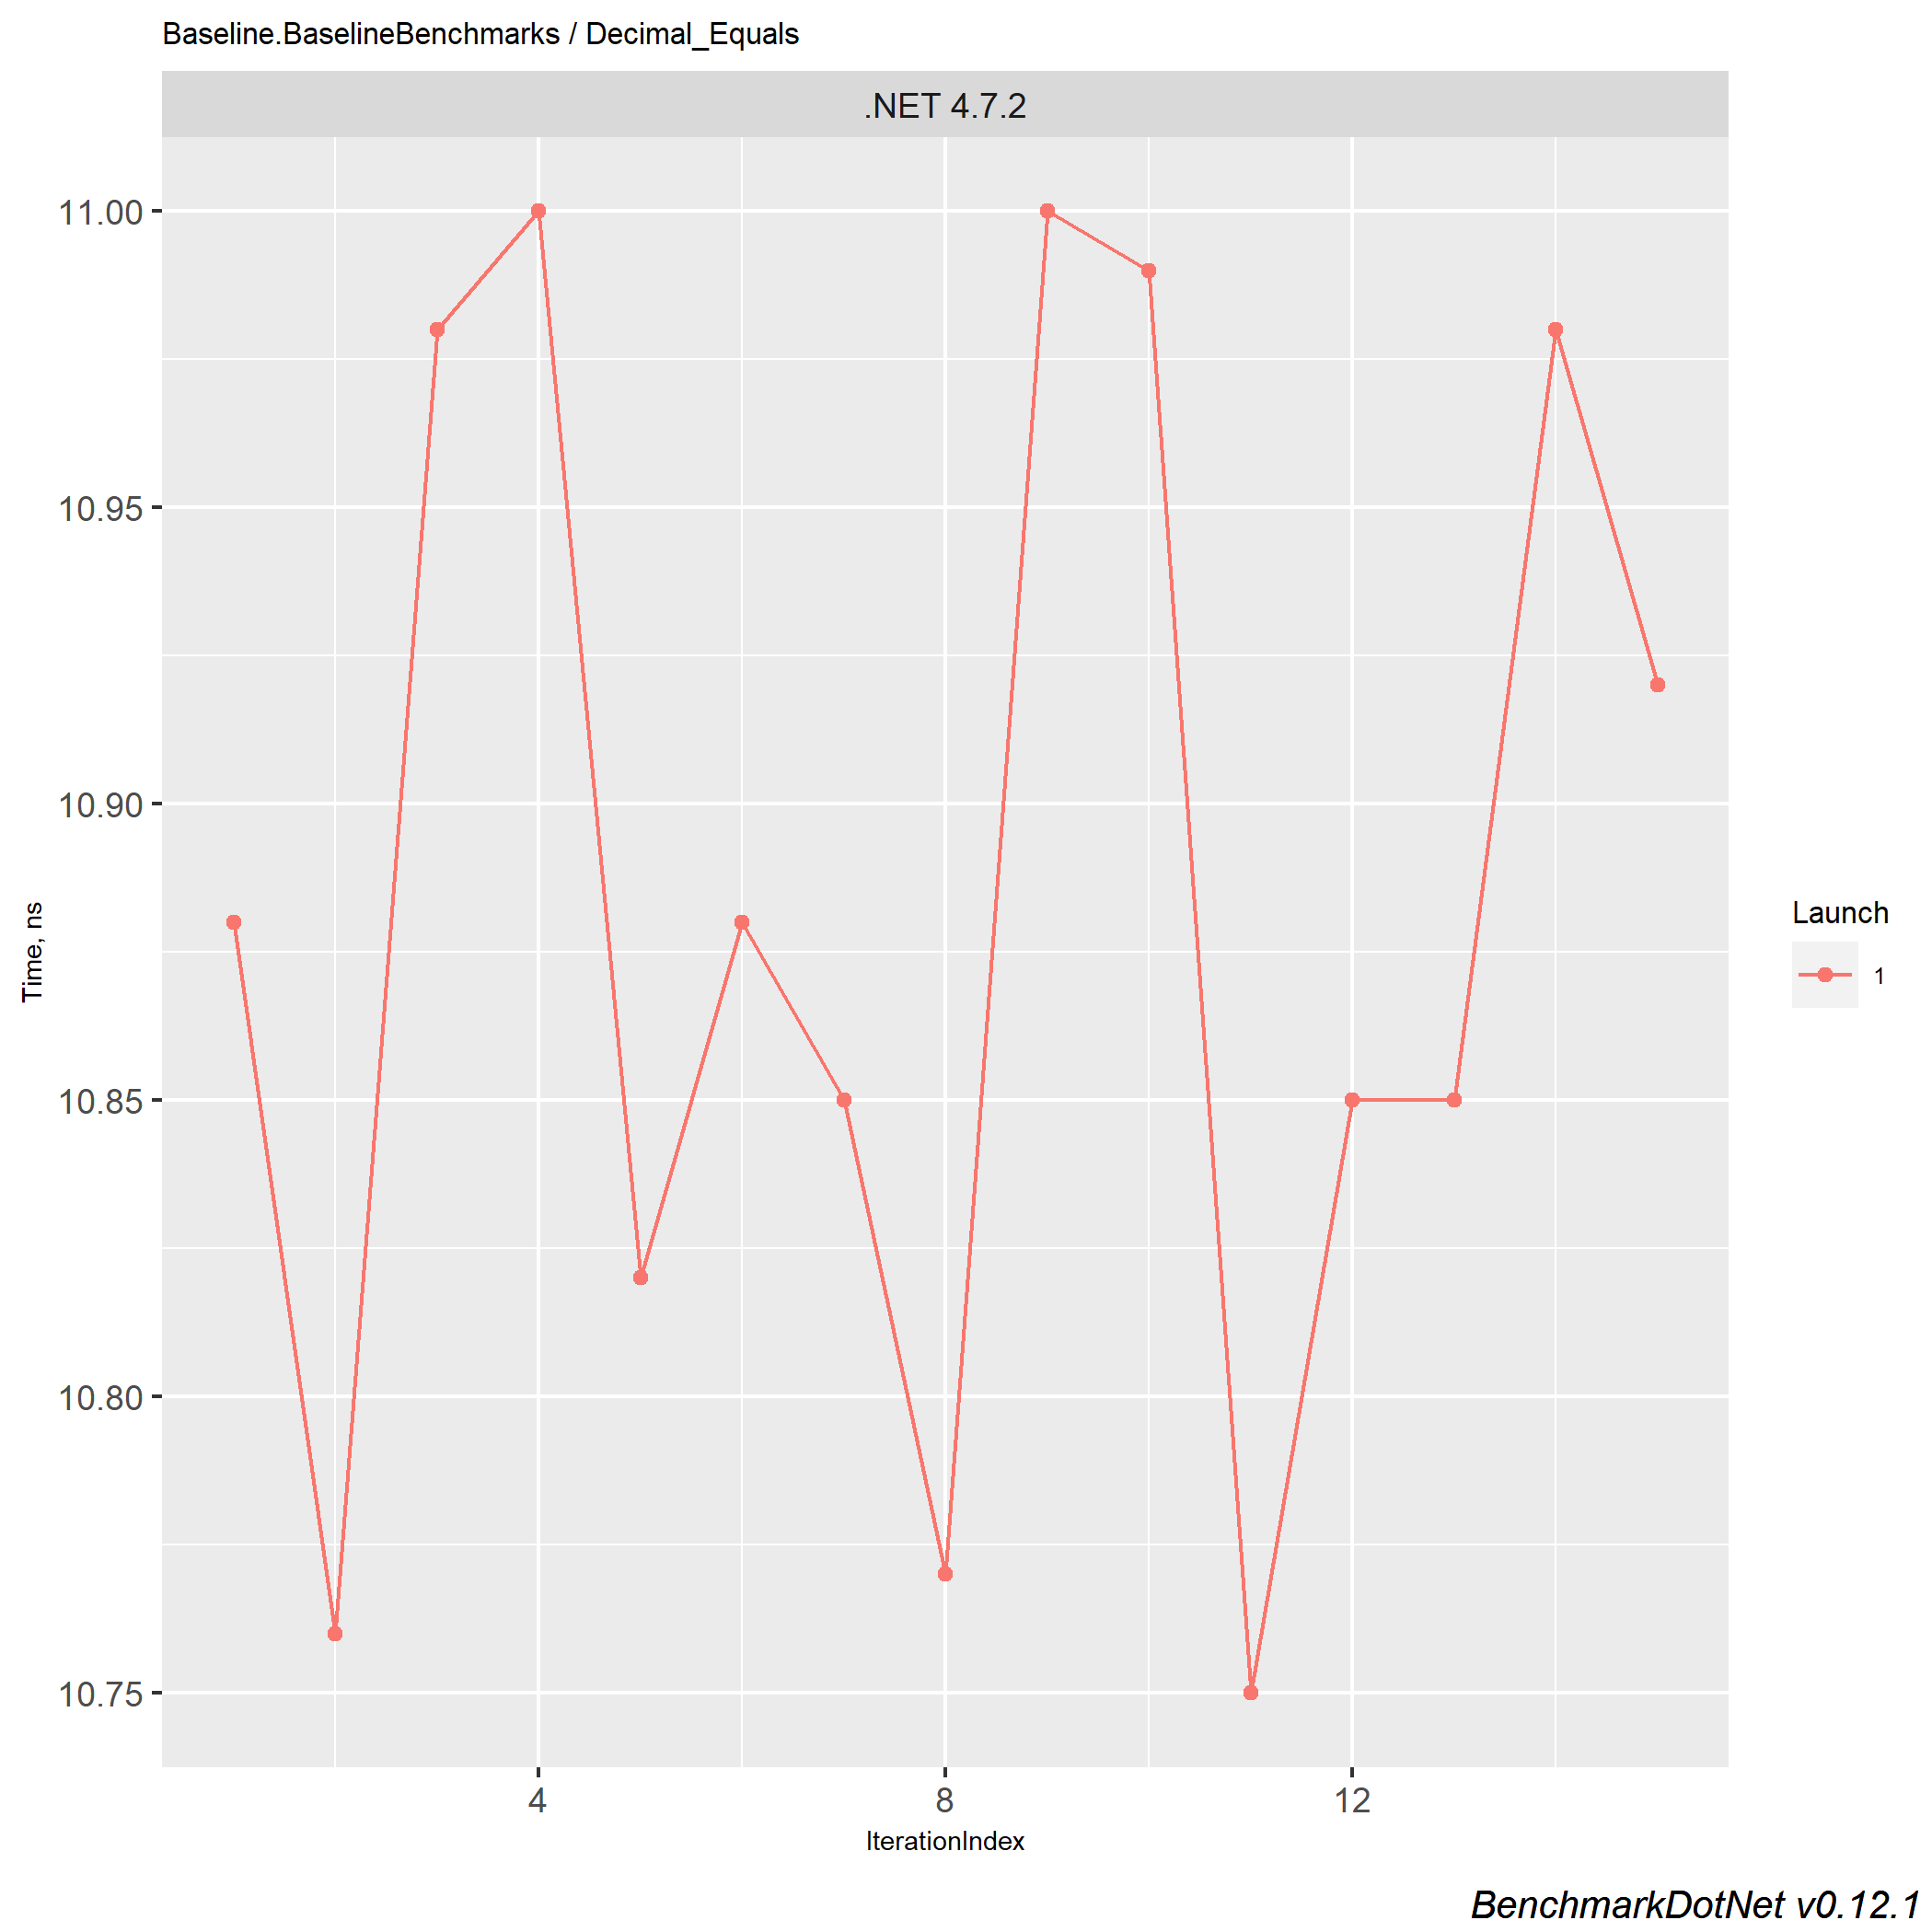 Baseline.BaselineBenchmarks / Decimal_Equals
.NET 4.7.2
11.00
10.95
10.90
10.85
10.80
10.75
Time, ns
4 8 12
IterationIndex
Launch
1
BenchmarkDotNet v0.12.1